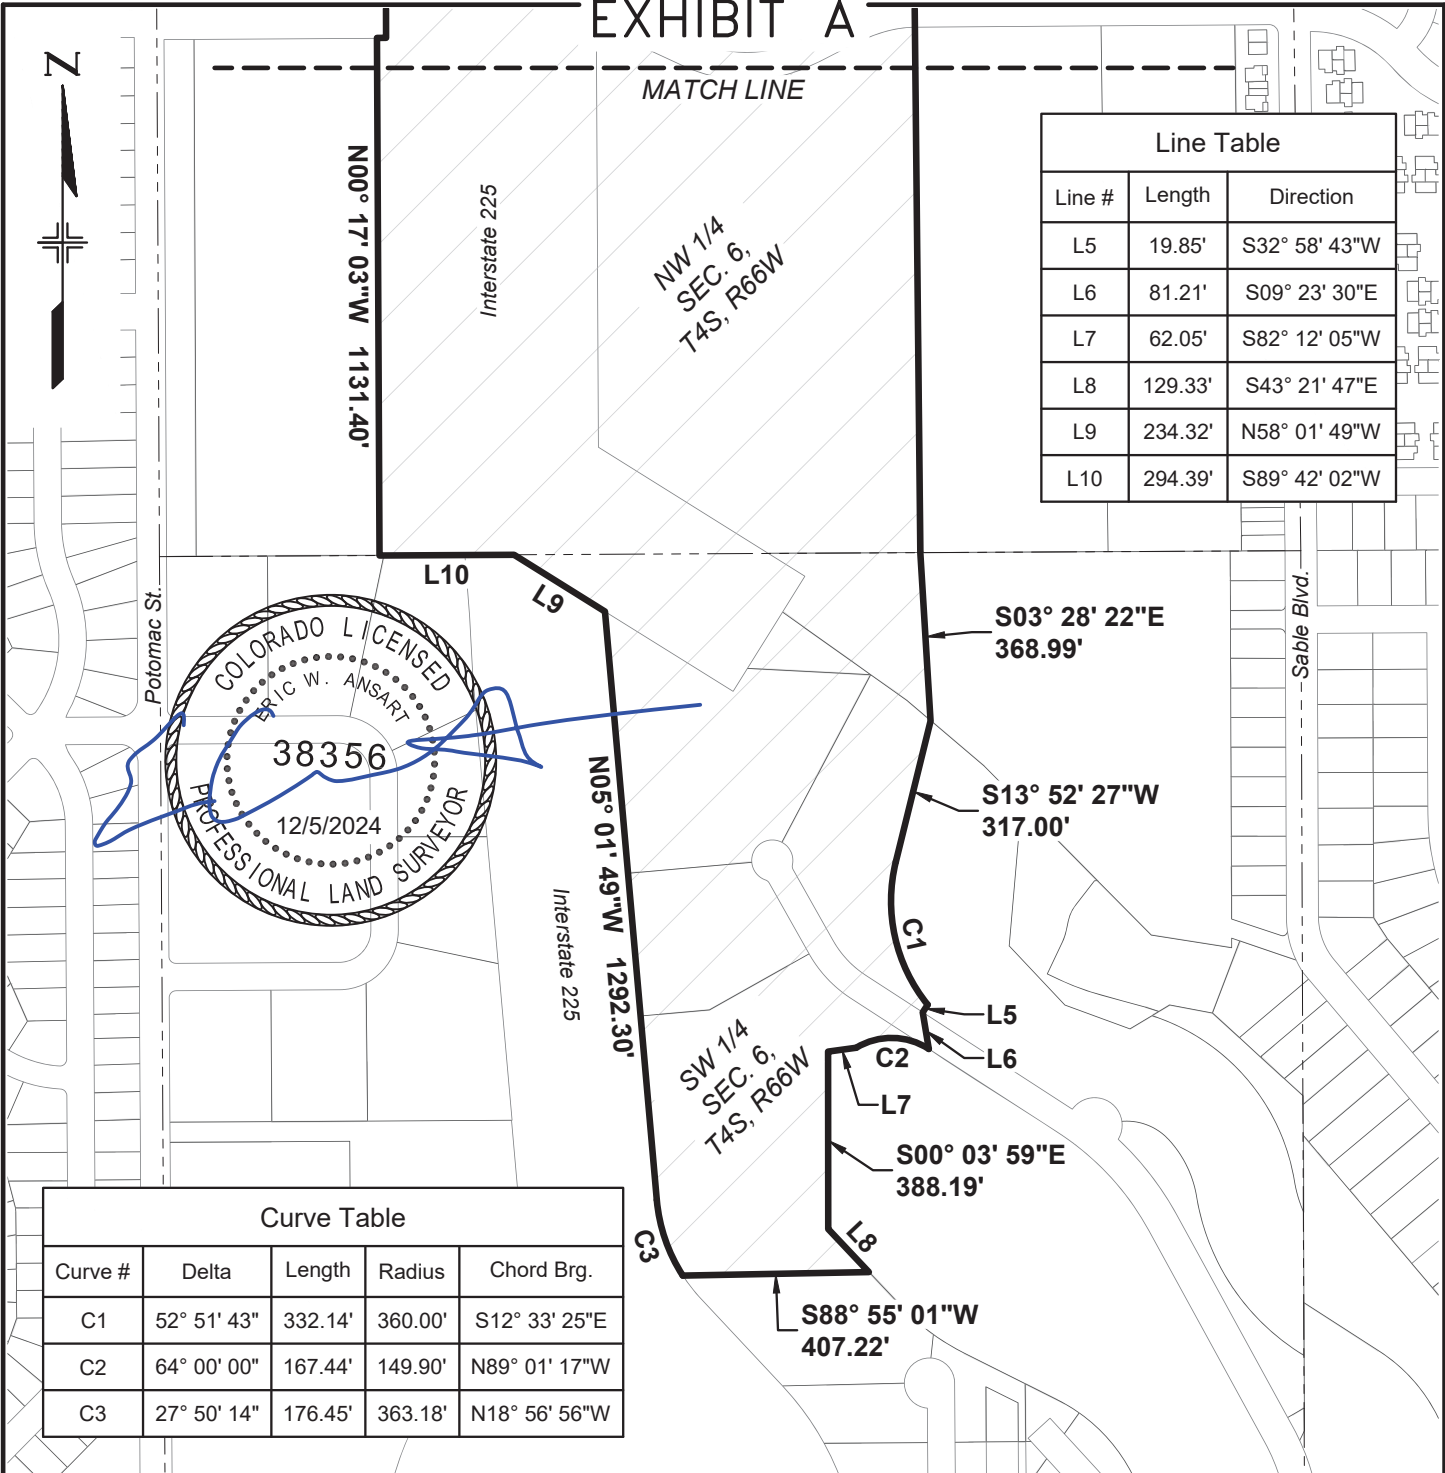 EXHIBIT A
N
MATCH LINE
N00° 17' 03"W 1131.40'
Interstate 225
NW 1/4
SEC. 6,
T4S, R66W
Line Table
Line # Length Direction
L5 19.85' S32° 58' 43"W
L6 81.21' S09° 23' 30"E
L7 62.05' S82° 12' 05"W
L8 129.33' S43° 21' 47"E
L9 234.32' N58° 01' 49"W
L10 294.39' S89° 42' 02"W
L10
L9
Potomac St.
Sable Blvd.
S03° 28' 22"E
368.99'
COLORADO LICENSED
ERIC W. ANSART
38356
12/5/2024
PROFESSIONAL LAND SURVEYOR
S13° 52' 27"W
317.00'
N05° 01' 49"W 1292.30'
Interstate 225
C1
L5
L6
C2
L7
SW 1/4
SEC. 6,
T4S, R66W
S00° 03' 59"E
388.19'
L8
C3
S88° 55' 01"W
407.22'
Curve Table
Curve # Delta Length Radius Chord Brg.
C1 52° 51' 43" 332.14' 360.00' S12° 33' 25"E
C2 64° 00' 00" 167.44' 149.90' N89° 01' 17"W
C3 27° 50' 14" 176.45' 363.18' N18° 56' 56"W